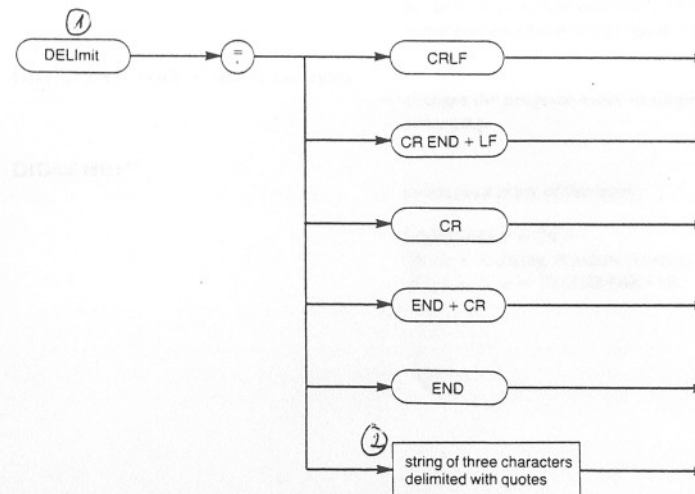 1
DELImit
=
CRLF
CR END + LF
CR
END + CR
END
2
string of three characters
delimited with quotes